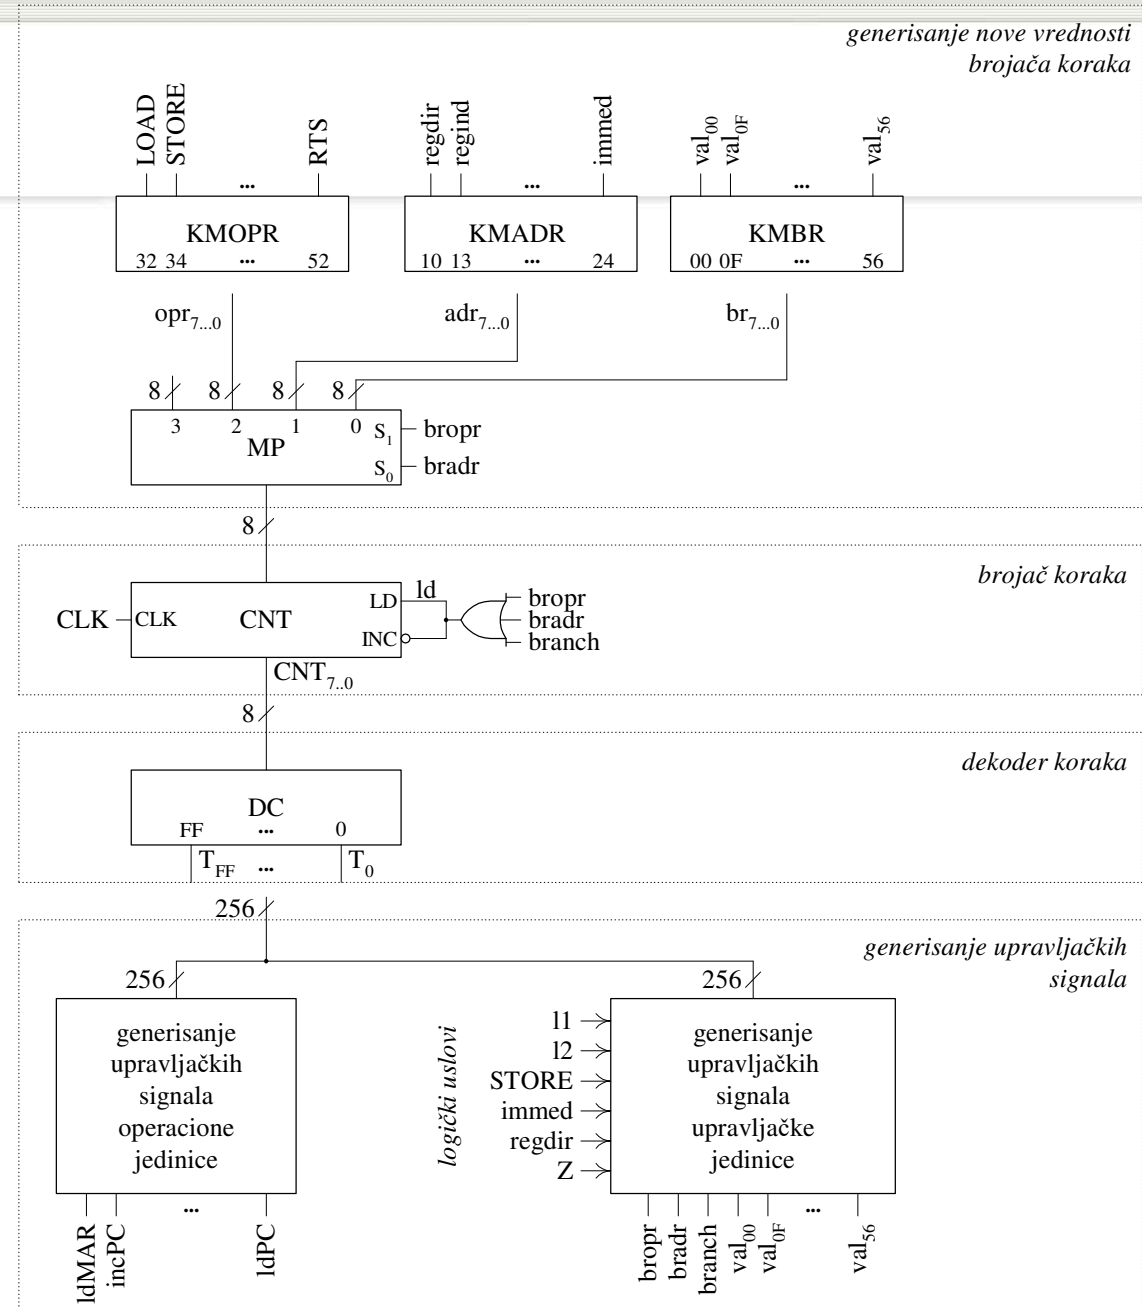 generisanje nove vrednosti
brojača koraka
LOAD STORE ... RTS
regdir regind ... immed
val00 val0F ... val56
KMOPR
32 34 ... 52
KMADR
10 13 ... 24
KMBR
00 0F ... 56
opr7...0
adr7...0
br7...0
8 8 8 8
3 2 1 0
MP
S1 bropr
S0 bradr
8
brojač koraka
CLK CLK CNT
LD ld
INC
bropr
bradr
branch
CNT7..0
8
dekoder koraka
DC
FF ... 0
TFF ... T0
256
generisanje upravljačkih
signala
256
generisanje
upravljačkih
signala
operacione
jedinice
ldMAR incPC ... ldPC
256
logički uslovi
l1
l2
STORE
immed
regdir
Z
generisanje
upravljačkih
signala
upravljačke
jedinice
bropr bradr branch val00 val0F ... val56